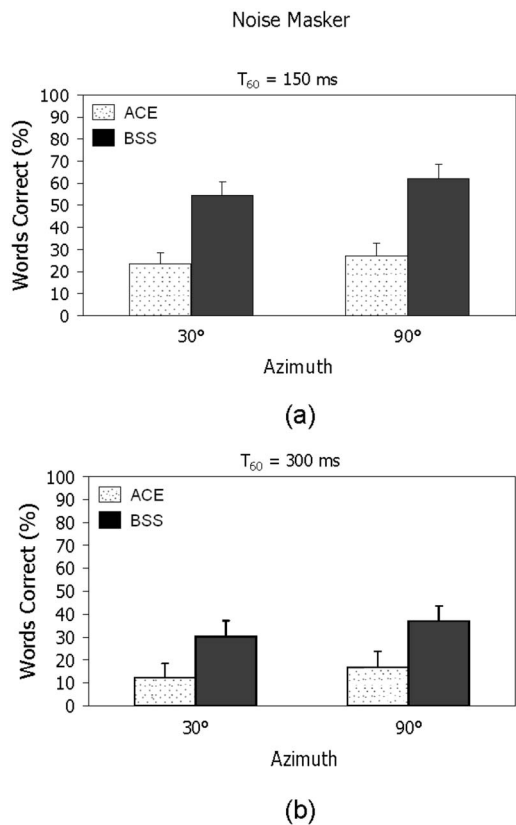 Noise Masker
T60 = 150 ms
100
90
80
70
60
50
40
30
20
10
0
Words Correct (%)
ACE
BSS
30°
90°
Azimuth
(a)
T60 = 300 ms
100
90
80
70
60
50
40
30
20
10
0
Words Correct (%)
ACE
BSS
30°
90°
Azimuth
(b)